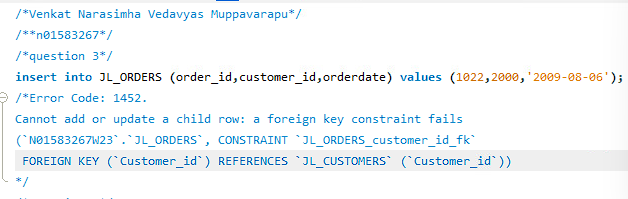 /*Venkat Narasimha Vedavyas Muppavarapu*/
/**n01583267*/
/*question 3*/
insert into JL_ORDERS (order_id,customer_id,orderdate) values (1022,2000,'2009-08-06');
/*Error Code: 1452.
Cannot add or update a child row: a foreign key constraint fails
(`N01583267W23`.`JL_ORDERS`, CONSTRAINT `JL_ORDERS_customer_id_fk`
FOREIGN KEY (`Customer_id`) REFERENCES `JL_CUSTOMERS` (`Customer_id`))
*/